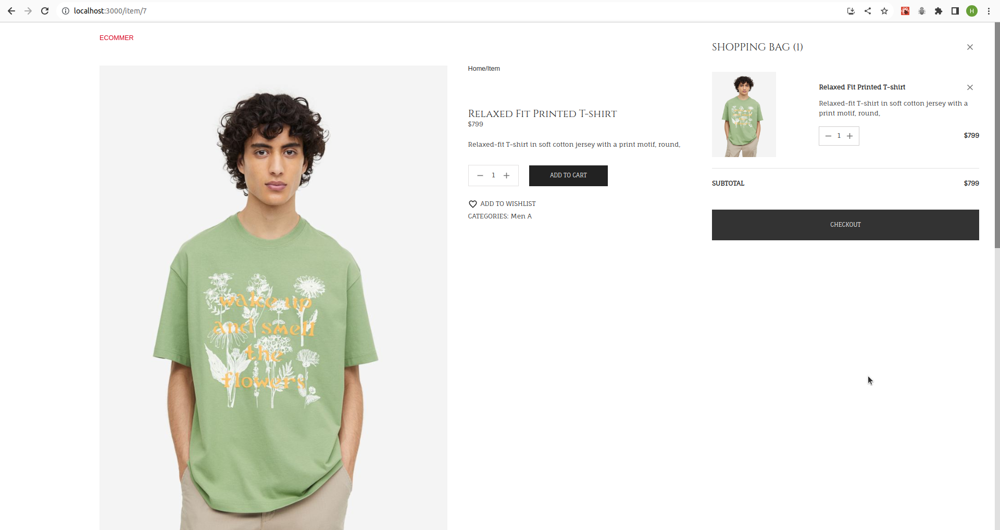 localhost:3000/item/7
H
ECOMMER
Home/Item
RELAXED FIT PRINTED T-SHIRT
$799
Relaxed-fit T-shirt in soft cotton jersey with a print motif, round,
1
ADD TO CART
ADD TO WISHLIST
CATEGORIES: Men A
wake up
and smell
the
flowers
SHOPPING BAG (1)
Relaxed Fit Printed T-shirt
Relaxed-fit T-shirt in soft cotton jersey with a
print motif, round,
1
$799
SUBTOTAL
$799
CHECKOUT